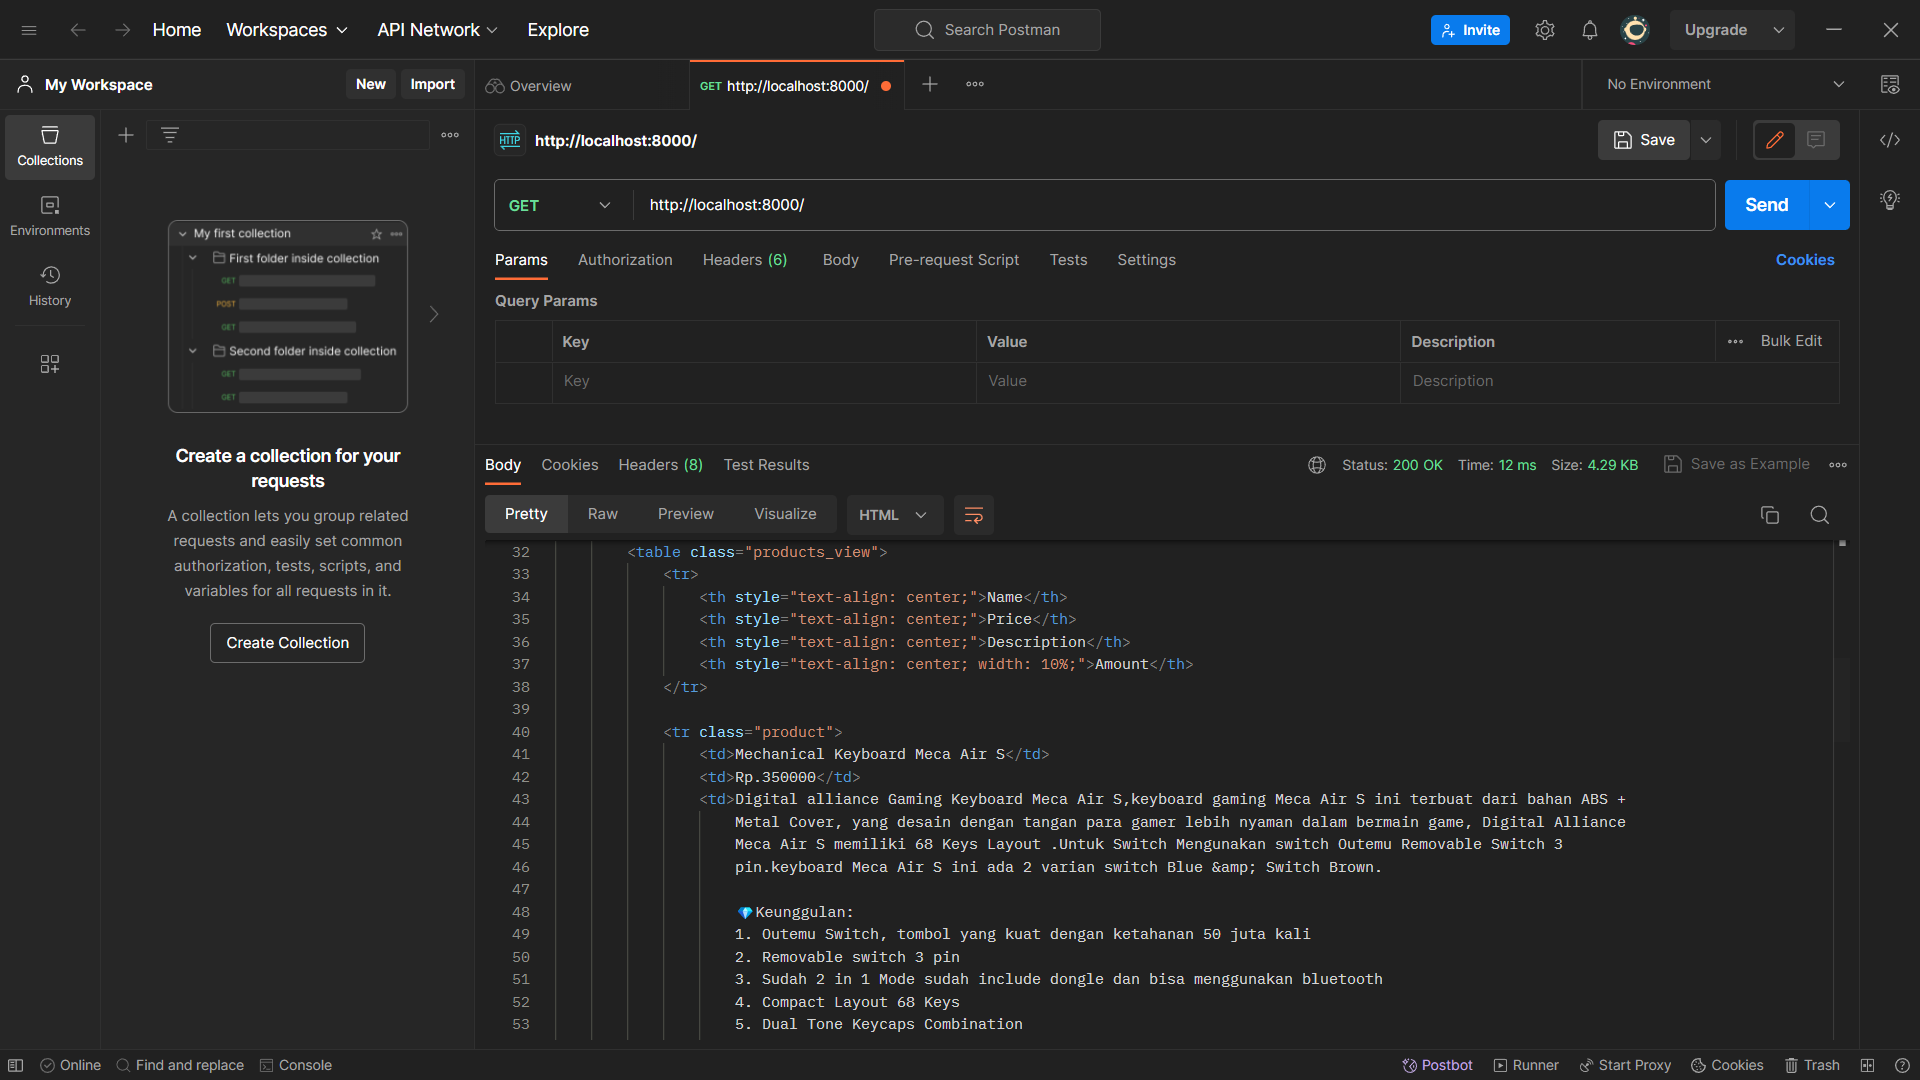 Home
Workspaces
API Network
Explore
Search Postman
Invite
Upgrade
My Workspace
New
Import
Overview
GET http://localhost:8000/
No Environment
Collections
Environments
History
My first collection
First folder inside collection
GET
POST
GET
Second folder inside collection
GET
GET
Create a collection for your
requests
A collection lets you group related
requests and easily set common
authorization, tests, scripts, and
variables for all requests in it.
Create Collection
HTTP http://localhost:8000/
Save
GET
http://localhost:8000/
Send
Params
Authorization
Headers (6)
Body
Pre-request Script
Tests
Settings
Cookies
Query Params
Key
Value
Description
Bulk Edit
Key
Value
Description
Body
Cookies
Headers (8)
Test Results
Status: 200 OK
Time: 12 ms
Size: 4.29 KB
Save as Example
Pretty
Raw
Preview
Visualize
HTML
32 <table class="products_view">
33 <tr>
34 <th style="text-align: center;">Name</th>
35 <th style="text-align: center;">Price</th>
36 <th style="text-align: center;">Description</th>
37 <th style="text-align: center; width: 10%;">Amount</th>
38 </tr>
39
40 <tr class="product">
41 <td>Mechanical Keyboard Meca Air S</td>
42 <td>Rp.350000</td>
43 <td>Digital alliance Gaming Keyboard Meca Air S,keyboard gaming Meca Air S ini terbuat dari bahan ABS +
44 Metal Cover, yang desain dengan tangan para gamer lebih nyaman dalam bermain game, Digital Alliance
45 Meca Air S memiliki 68 Keys Layout .Untuk Switch Mengunakan switch Outemu Removable Switch 3
46 pin.keyboard Meca Air S ini ada 2 varian switch Blue &amp; Switch Brown.
47
48 💎Keunggulan:
49 1. Outemu Switch, tombol yang kuat dengan ketahanan 50 juta kali
50 2. Removable switch 3 pin
51 3. Sudah 2 in 1 Mode sudah include dongle dan bisa menggunakan bluetooth
52 4. Compact Layout 68 Keys
53 5. Dual Tone Keycaps Combination
Online
Find and replace
Console
Postbot
Runner
Start Proxy
Cookies
Trash